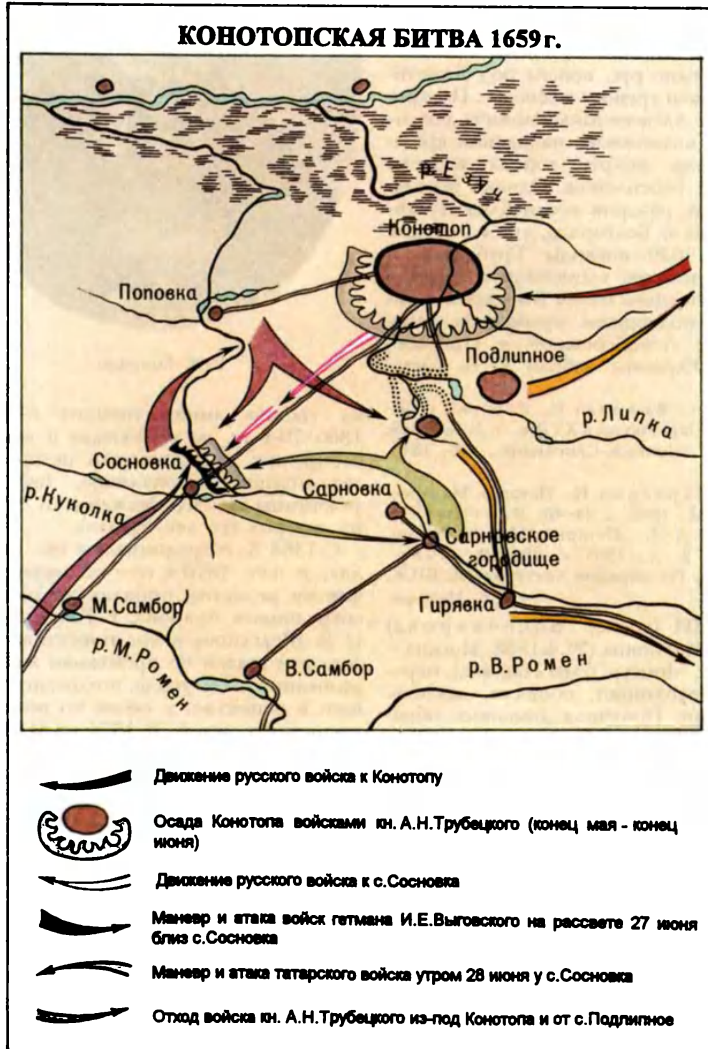 КОНОТОПСКАЯ БИТВА 1659 г.
р. Езуч
Конотоп
Поповка
Подлипное
р. Липка
Сосновка
р. Куколка
Сарновка
Сарновское
городище
М.Самбор
Гирявка
р. М.Ромен
В.Самбор
р. В.Ромен
Движение русского войска к Конотопу
Осада Конотопа войсками кн. А.Н.Трубецкого (конец мая - конец
июня)
Движение русского войска к с.Сосновка
Маневр и атака войск гетмана И.Е.Выговского на рассвете 27 июня
близ с.Сосновка
Маневр и атака татарского войска утром 28 июня у с.Сосновка
Отход войска кн. А.Н.Трубецкого из-под Конотопа и от с.Подлипное